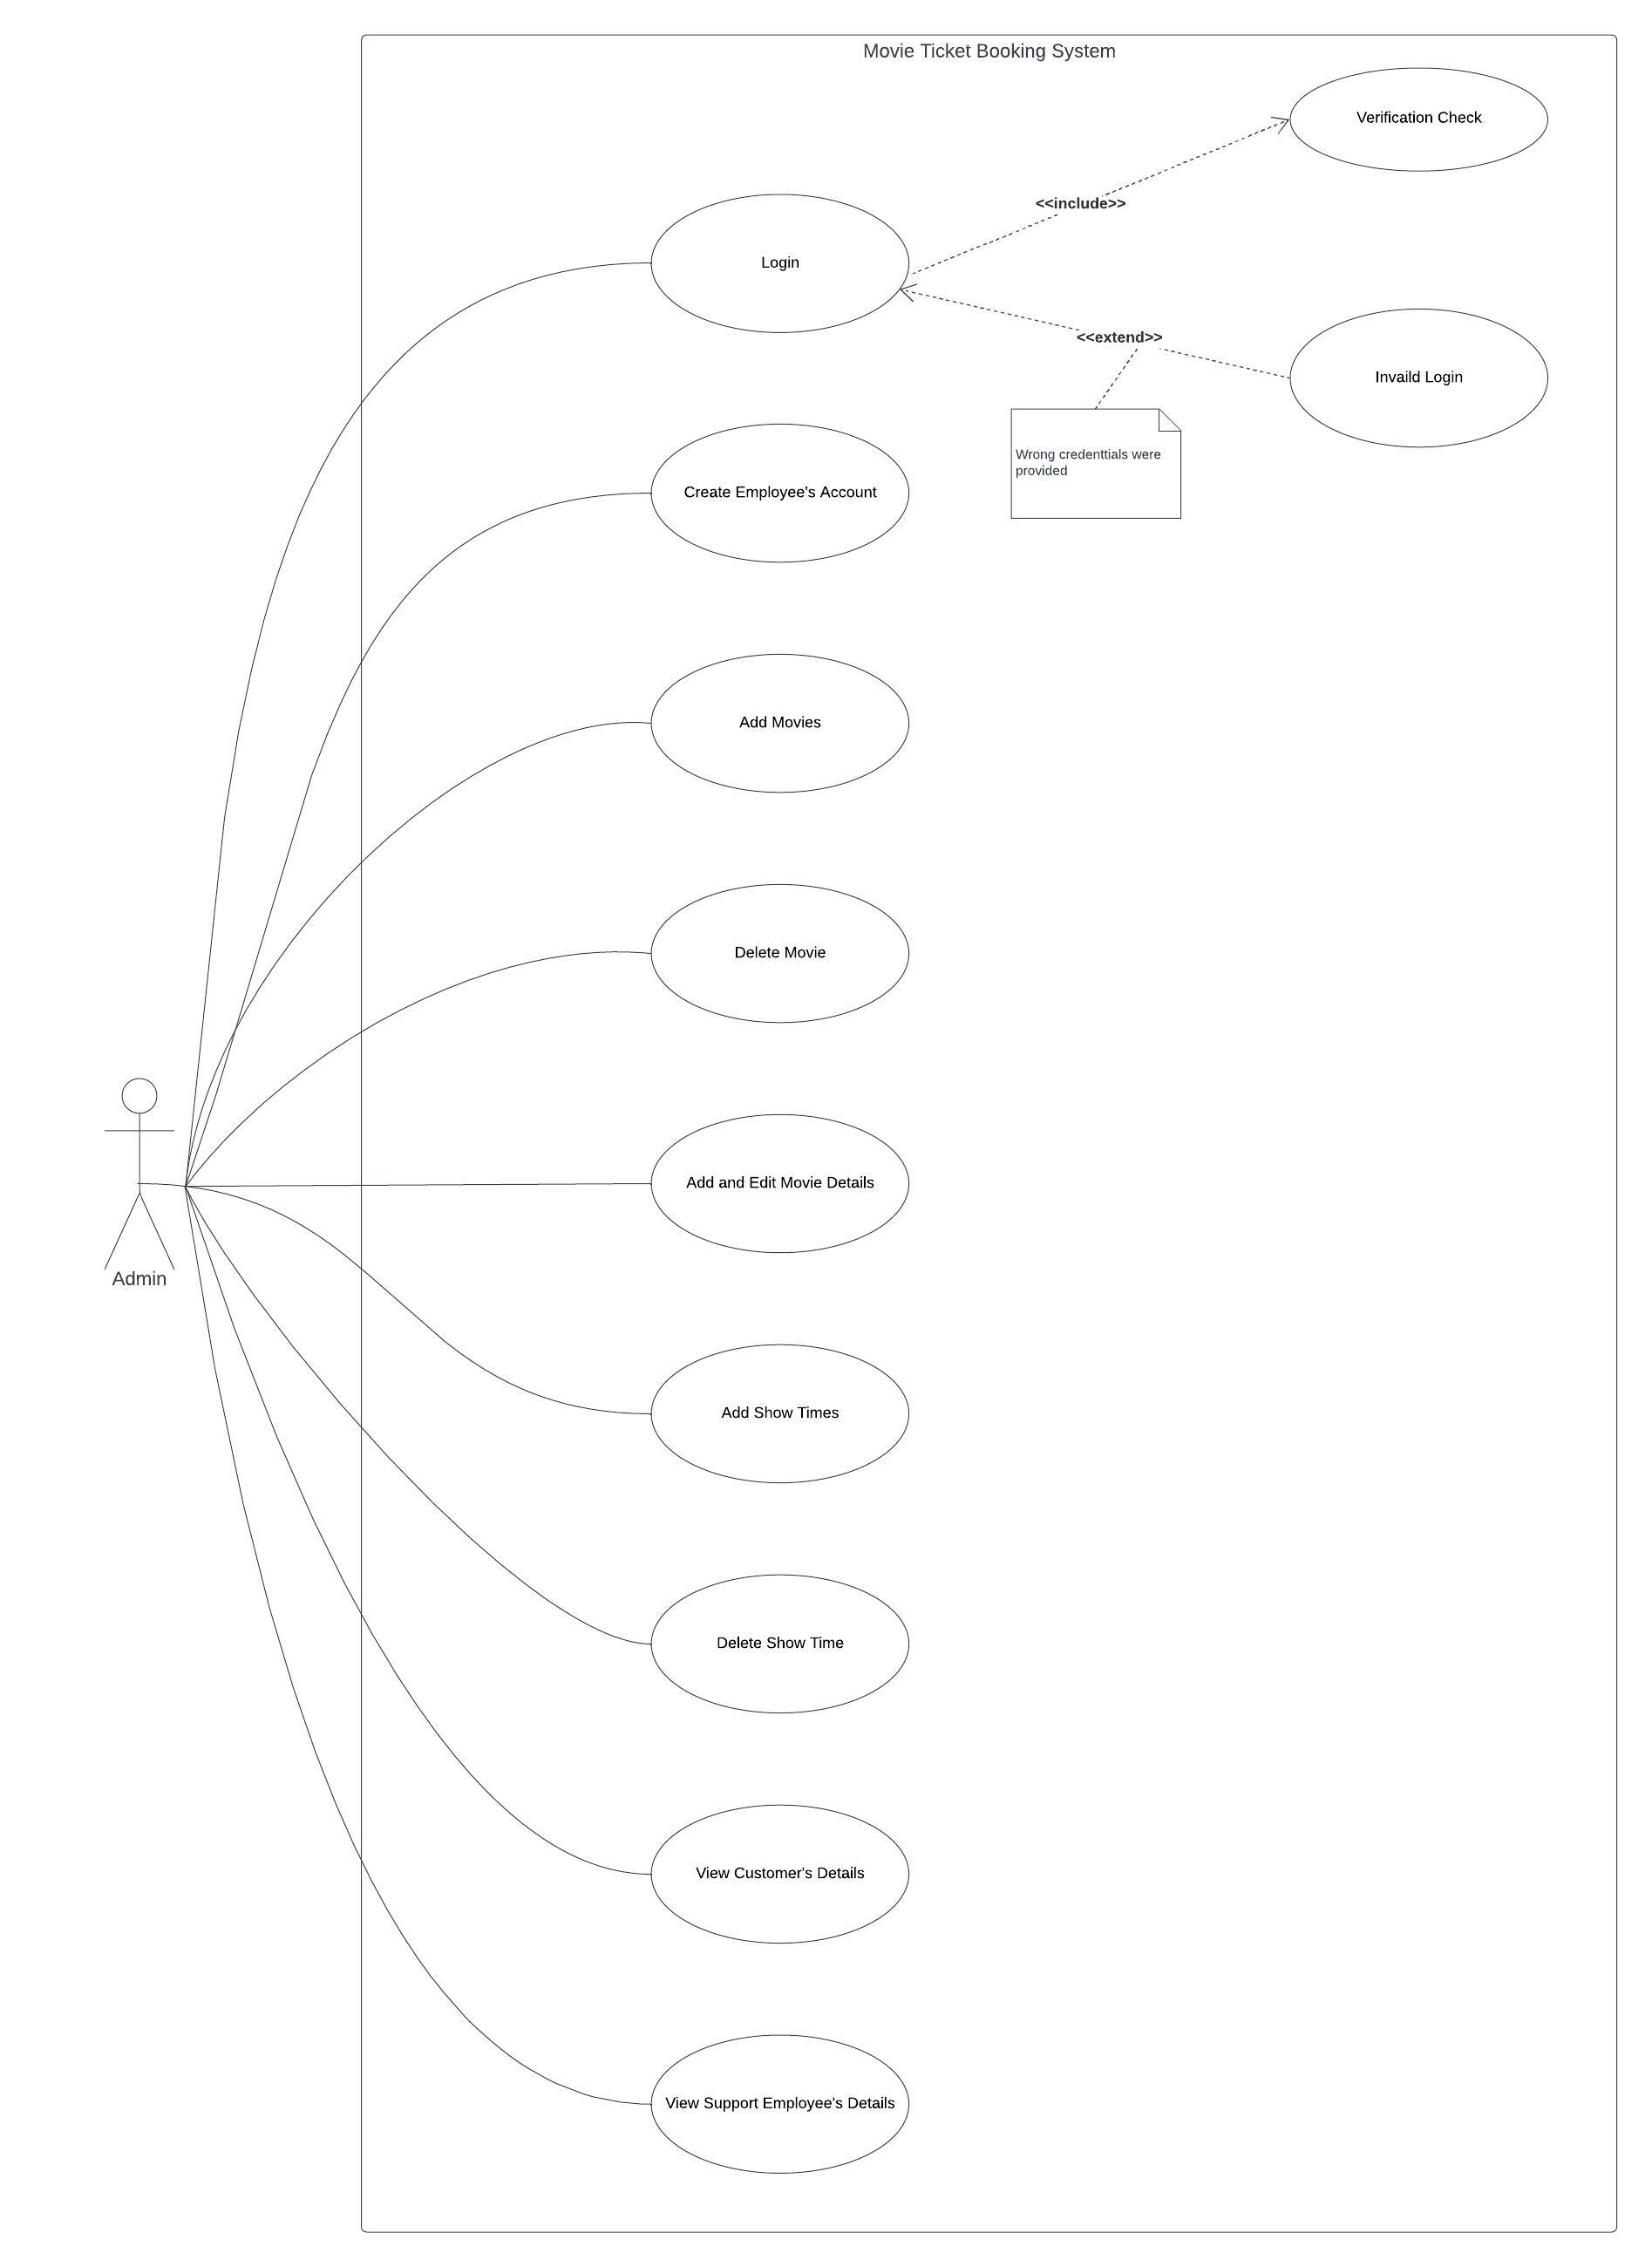 Movie Ticket Booking System
Verification Check
<<include>>
Login
<<extend>>
Invaild Login
Wrong credenttials were
provided
Create Employee's Account
Add Movies
Delete Movie
Add and Edit Movie Details
Admin
Add Show Times
Delete Show Time
View Customer's Details
View Support Employee's Details